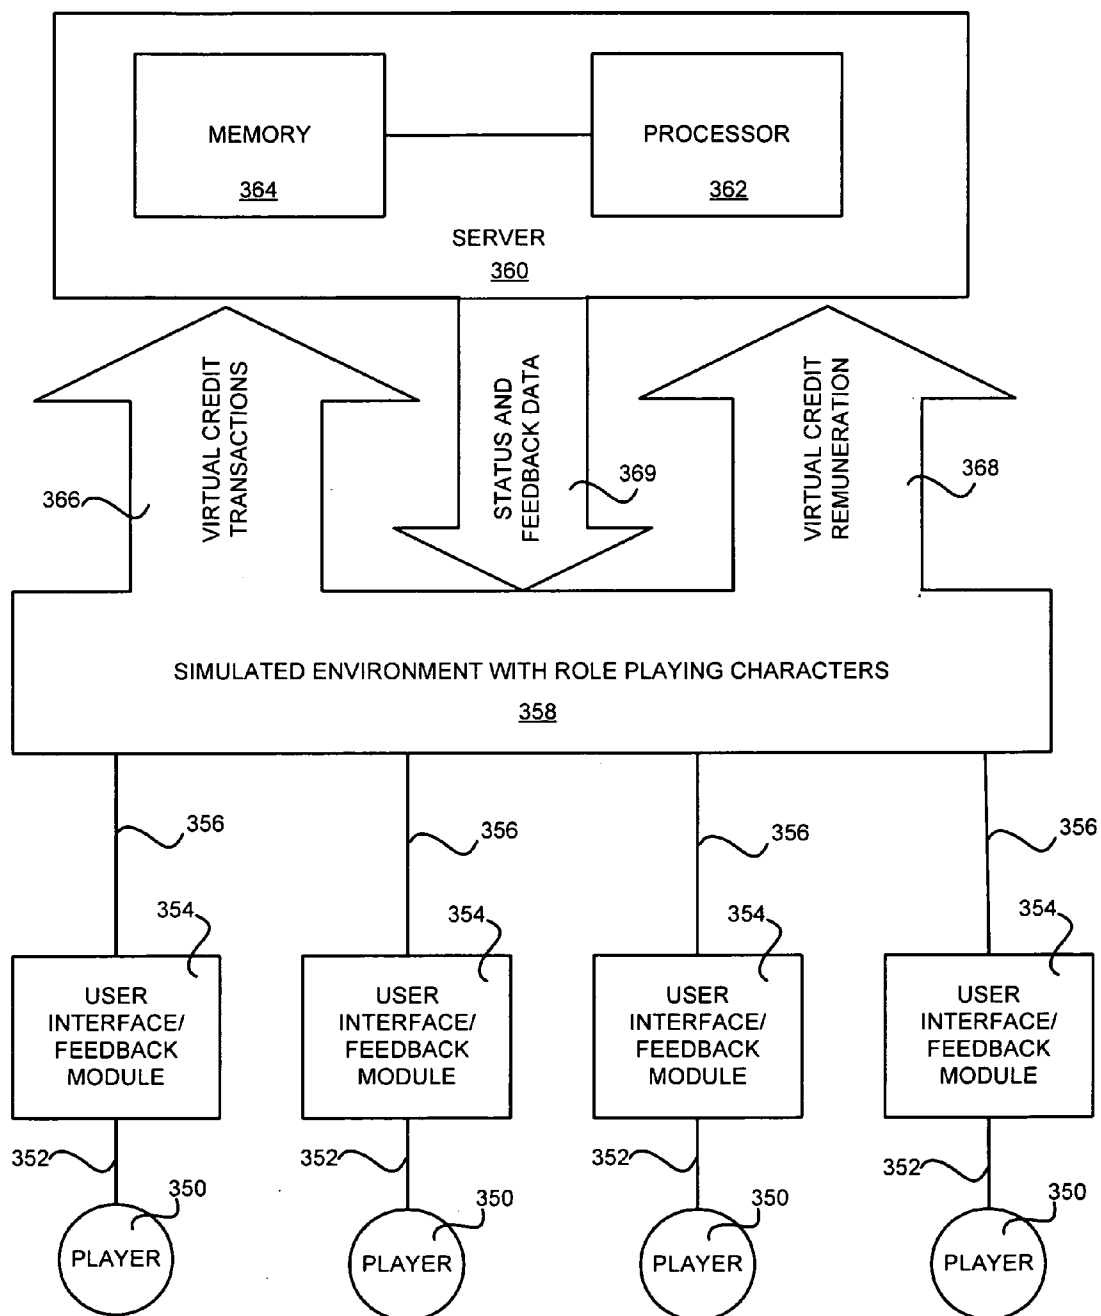 MEMORY
364
PROCESSOR
362
SERVER
360
VIRTUAL CREDIT
TRANSACTIONS
366
STATUS AND
FEEDBACK DATA
369
VIRTUAL CREDIT
REMUNERATION
368
SIMULATED ENVIRONMENT WITH ROLE PLAYING CHARACTERS
358
356
356
356
356
354
354
354
354
USER
INTERFACE/
FEEDBACK
MODULE
USER
INTERFACE/
FEEDBACK
MODULE
USER
INTERFACE/
FEEDBACK
MODULE
USER
INTERFACE/
FEEDBACK
MODULE
352
352
352
352
350
350
350
350
PLAYER
PLAYER
PLAYER
PLAYER